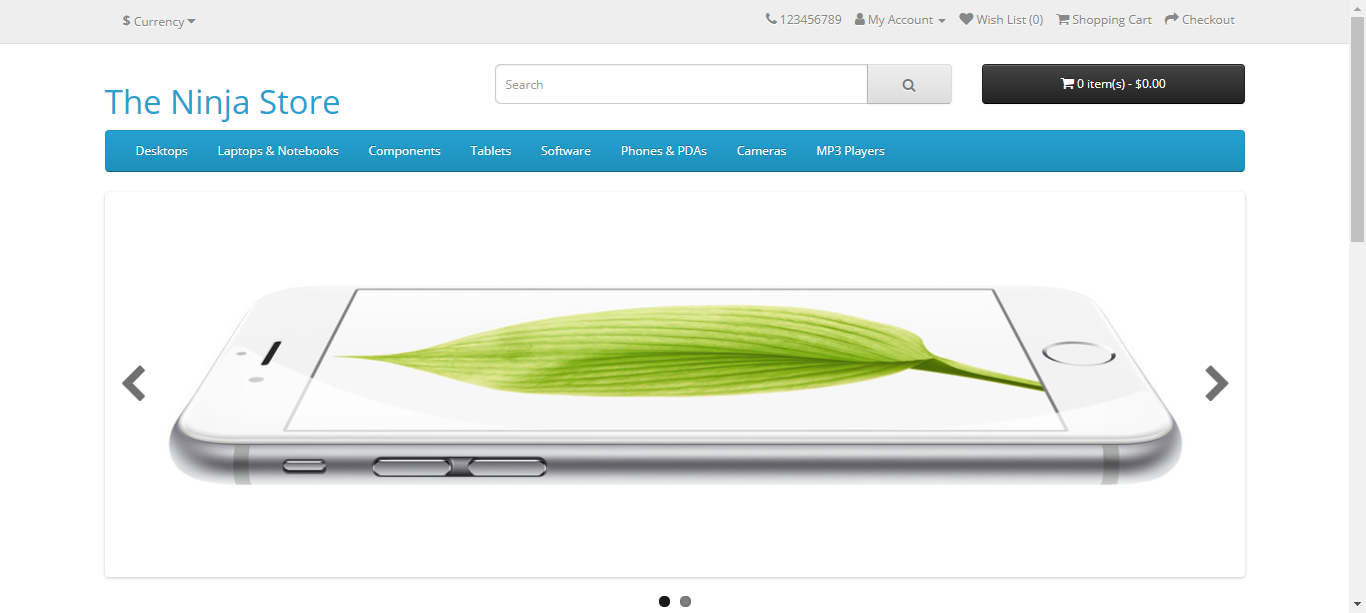 $ Currency
123456789 My Account Wish List (0) Shopping Cart Checkout
The Ninja Store
Search
0 item(s) - $0.00
Desktops Laptops & Notebooks Components Tablets Software Phones & PDAs Cameras MP3 Players